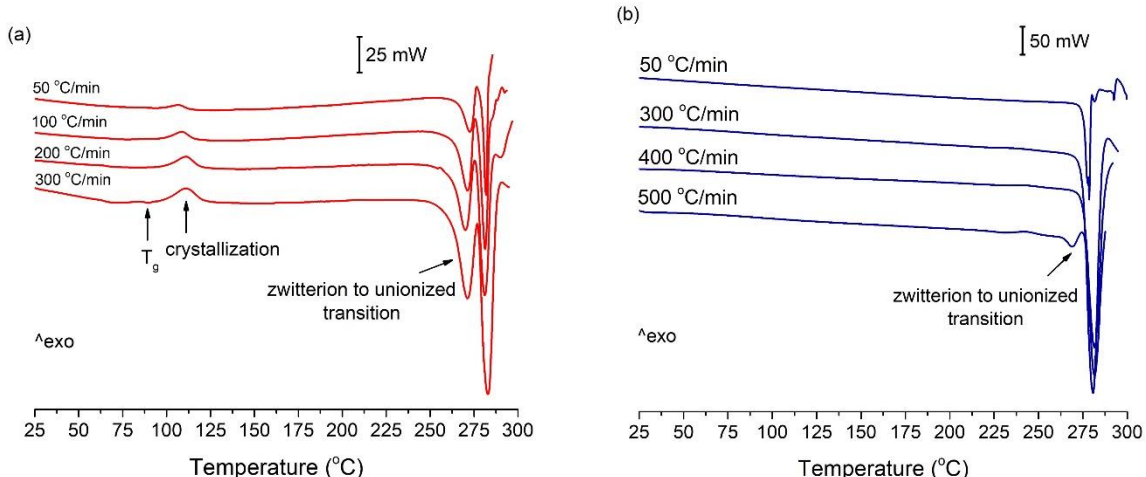 (a)
25 mW
50 °C/min
100 °C/min
200 °C/min
300 °C/min
Tg
crystallization
zwitterion to unionized
transition
^exo
25 50 75 100 125 150 175 200 225 250 275 300
Temperature (°C)
(b)
50 mW
50 °C/min
300 °C/min
400 °C/min
500 °C/min
zwitterion to unionized
transition
^exo
25 50 75 100 125 150 175 200 225 250 275 300
Temperature (°C)